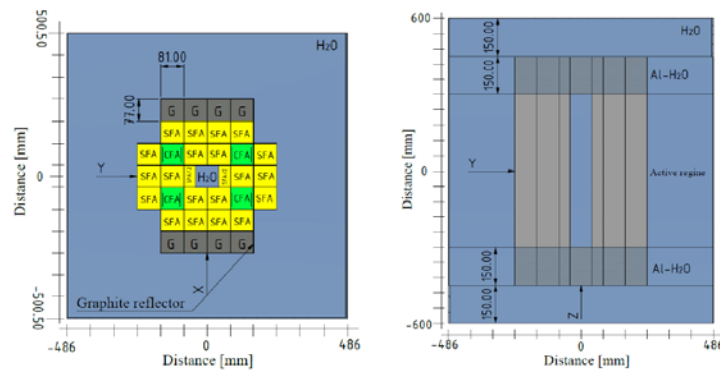 500.50
H₂O
81.00
77.00
G G G G
SFA SFA SFA SFA
SFA CFA SFA SFA CFA SFA
Y
0
SFA SFA H₂O SFA SFA
SFA CFA SFA SFA CFA SFA
SFA SFA SFA SFA
G G G G
X
Graphite reflector
-500.50
-486 0 486
Distance [mm]
Distance [mm]
600
150.00
H₂O
150.00
Al-H₂O
0
Y
Active regine
150.00
Al-H₂O
150.00
Z
-600
-486 0 486
Distance [mm]
Distance [mm]